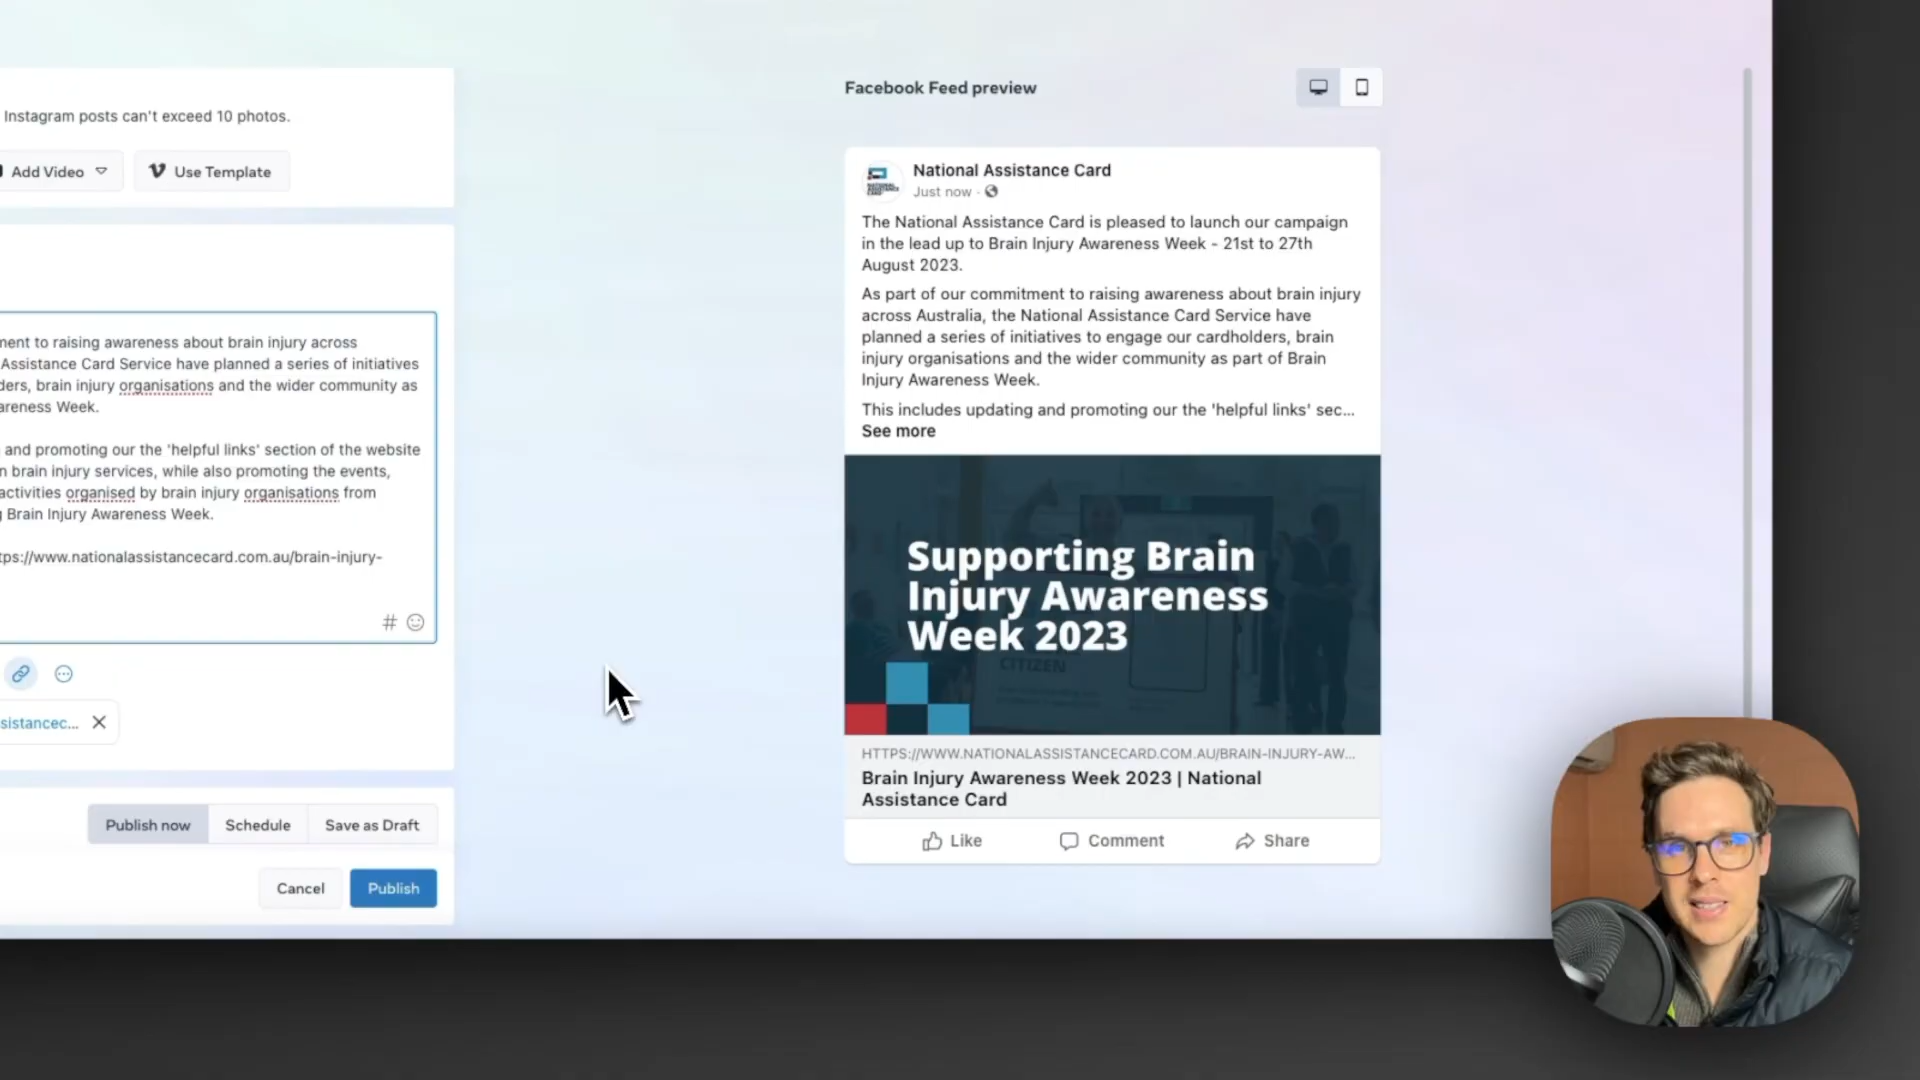 Instagram posts can't exceed 10 photos.
Add Video
Use Template
ment to raising awareness about brain injury across
Assistance Card Service have planned a series of initiatives
ders, brain injury organisations and the wider community as
areness Week.
and promoting our the 'helpful links' section of the website
n brain injury services, while also promoting the events,
activities organised by brain injury organisations from
g Brain Injury Awareness Week.
tps://www.nationalassistancecard.com.au/brain-injury-
#
sistancec...
Publish now
Schedule
Save as Draft
Cancel
Publish
Facebook Feed preview
National Assistance Card
Just now ·
The National Assistance Card is pleased to launch our campaign
in the lead up to Brain Injury Awareness Week - 21st to 27th
August 2023.
As part of our commitment to raising awareness about brain injury
across Australia, the National Assistance Card Service have
planned a series of initiatives to engage our cardholders, brain
injury organisations and the wider community as part of Brain
Injury Awareness Week.
This includes updating and promoting our the 'helpful links' sec...
See more
Supporting Brain
Injury Awareness
Week 2023
CITIZEN
HTTPS://WWW.NATIONALASSISTANCECARD.COM.AU/BRAIN-INJURY-AW...
Brain Injury Awareness Week 2023 | National
Assistance Card
Like
Comment
Share